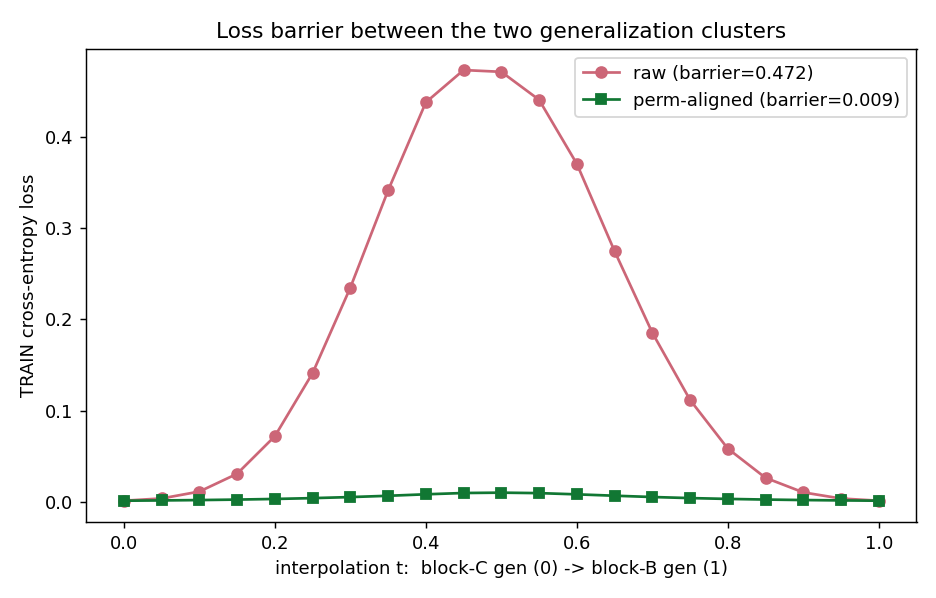 Loss barrier between the two generalization clusters
raw (barrier=0.472)
perm-aligned (barrier=0.009)
TRAIN cross-entropy loss
0.4
0.3
0.2
0.1
0.0
0.0 0.2 0.4 0.6 0.8 1.0
interpolation t:  block-C gen (0) -> block-B gen (1)